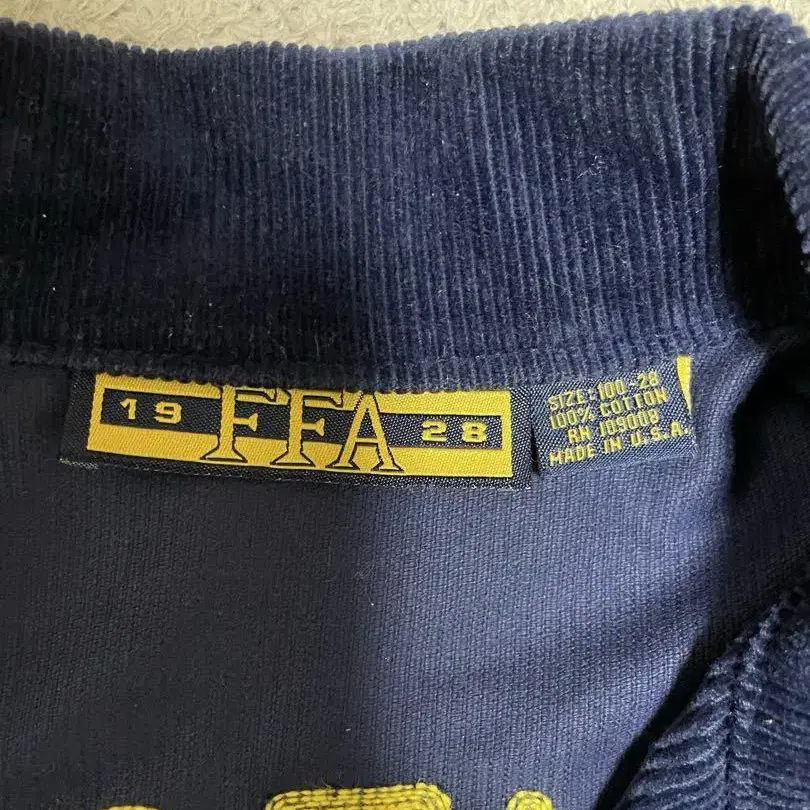 19 FFA 28
SIZE:100-28
100% COTTON
RN 109008
MADE IN U.S.A.